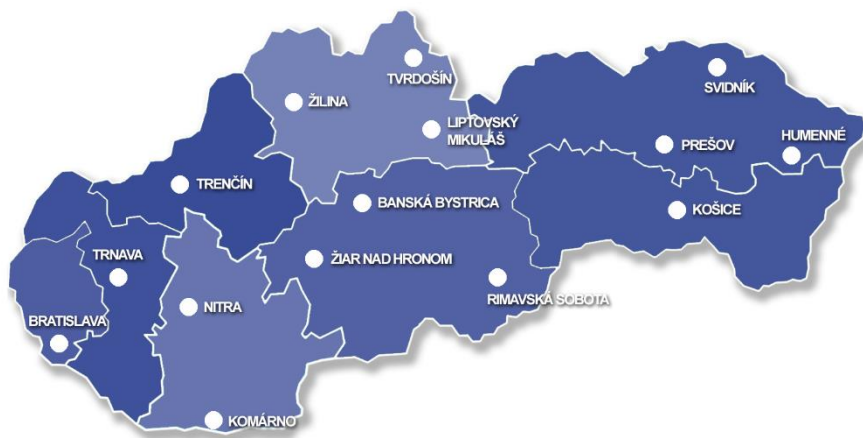 TVRDOŠÍN
SVIDNÍK
ŽILINA
LIPTOVSKÝ
MIKULÁŠ
HUMENNÉ
PREŠOV
TRENČÍN
BANSKÁ BYSTRICA
KOŠICE
TRNAVA
ŽIAR NAD HRONOM
RIMAVSKÁ SOBOTA
NITRA
BRATISLAVA
KOMÁRNO